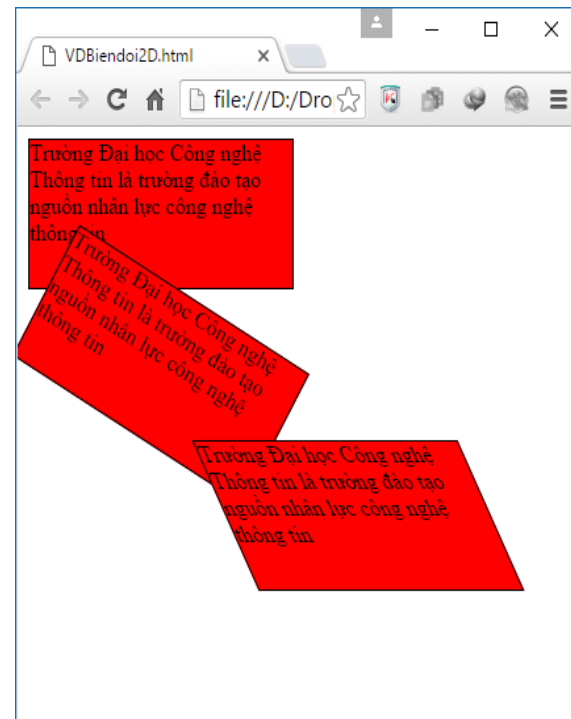 VDBiendoi2D.html
file:///D:/Dro
Trường Đại học Công nghệ
Thông tin là trường đào tạo
nguồn nhân lực công nghệ
thông tin
Trường Đại học Công nghệ
Thông tin là trường đào tạo
nguồn nhân lực công nghệ
thông tin
Trường Đại học Công nghệ
Thông tin là trường đào tạo
nguồn nhân lực công nghệ
thông tin